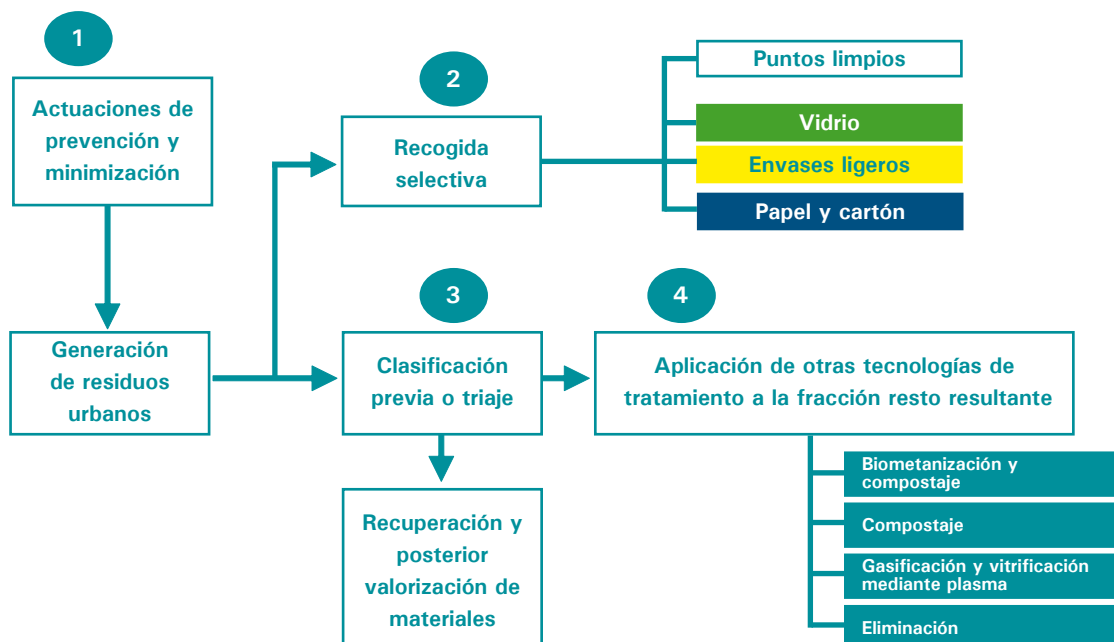 1
Actuaciones de
prevención y
minimización
2
Recogida
selectiva
Puntos limpios
Vidrio
Envases ligeros
Papel y cartón
Generación
de residuos
urbanos
3
Clasificación
previa o triaje
4
Aplicación de otras tecnologías de
tratamiento a la fracción resto resultante
Recuperación y
posterior
valorización de
materiales
Biometanización y
compostaje
Compostaje
Gasificación y vitrificación
mediante plasma
Eliminación